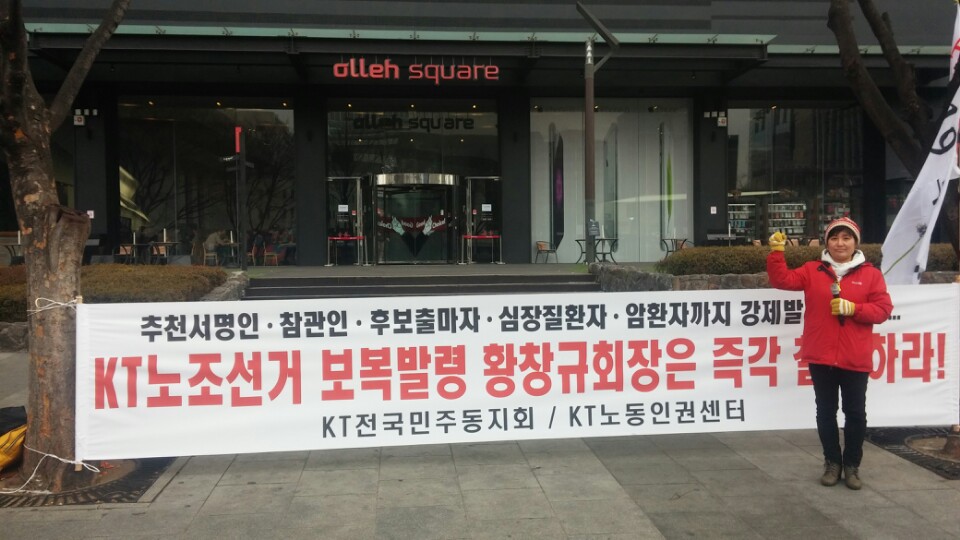 olleh square
olleh square
추천서명인·참관인·후보출마자·심장질환자·암환자까지 강제발...
KT노조선거 보복발령 황창규회장은 즉각 하라!
KT전국민주동지회 / KT노동인권센터